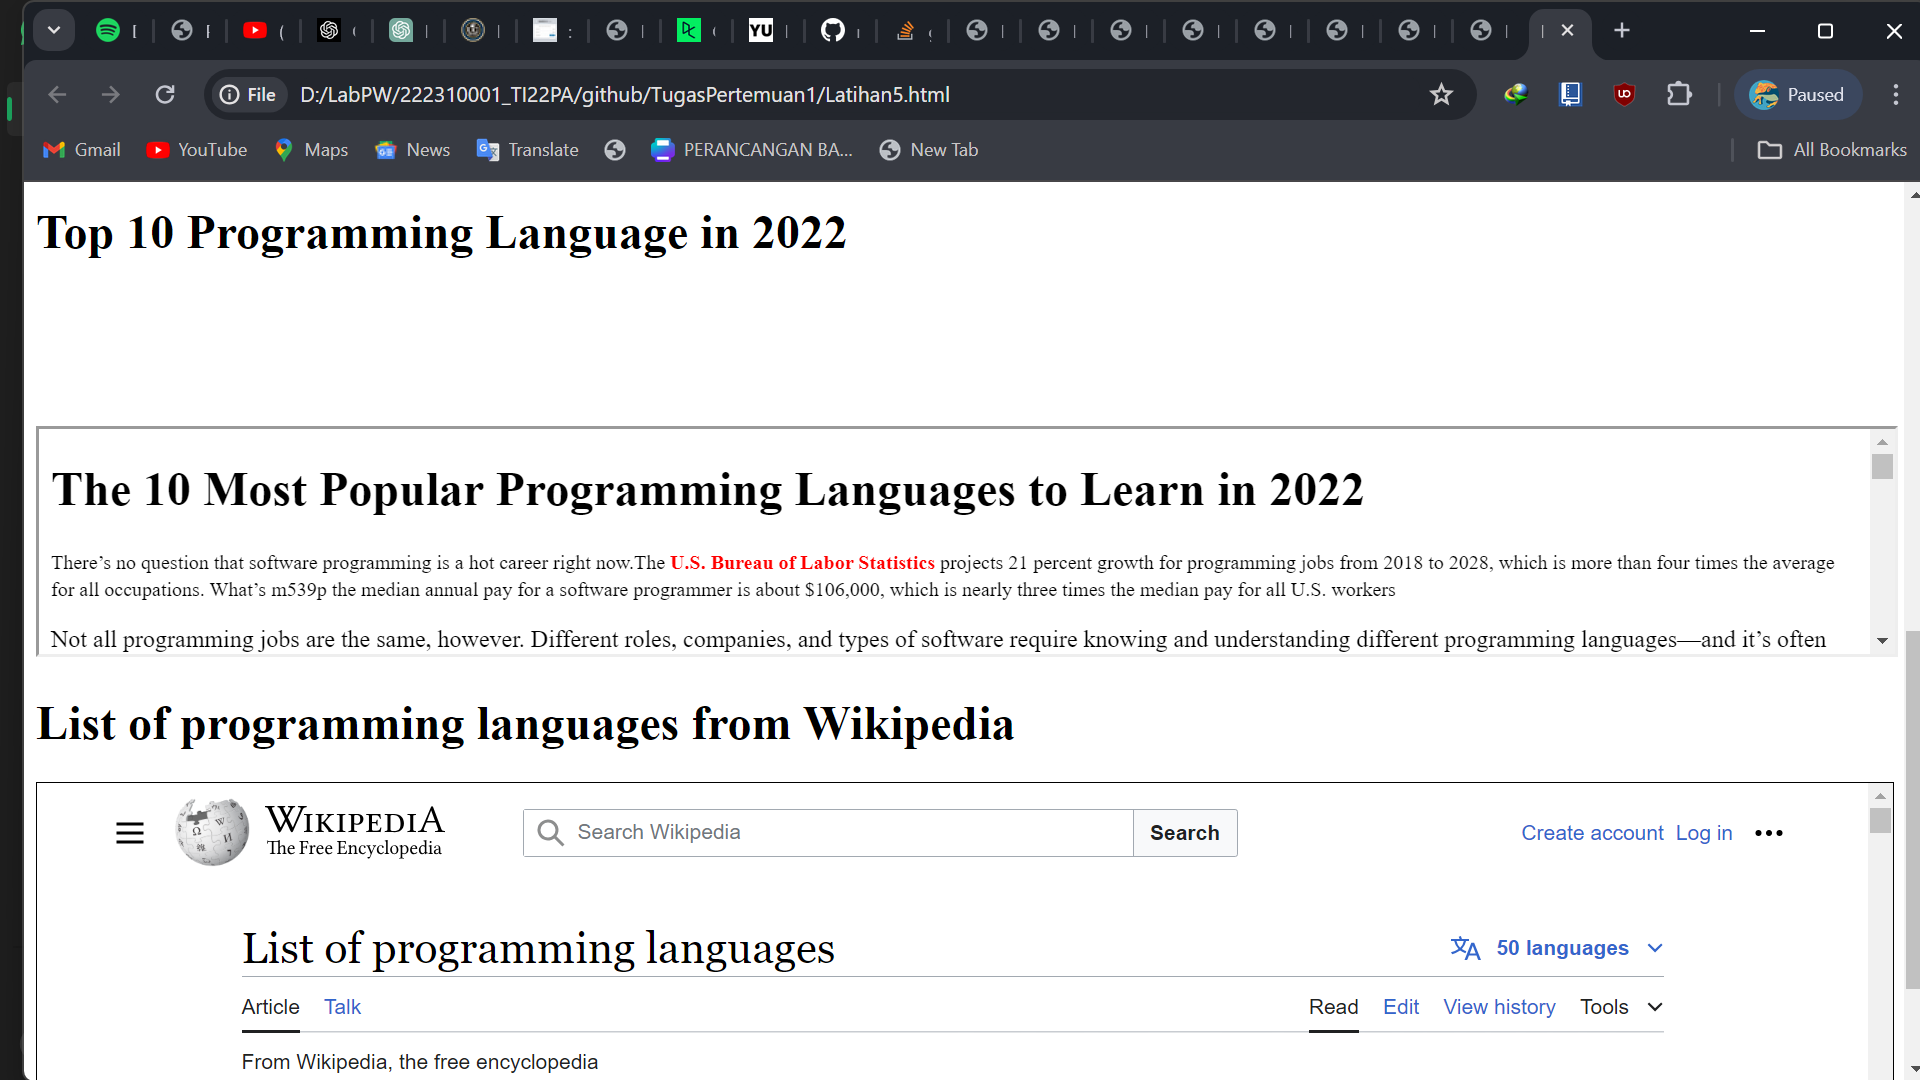 File D:/LabPW/222310001_TI22PA/github/TugasPertemuan1/Latihan5.html Paused
Gmail YouTube Maps News Translate PERANCANGAN BA... New Tab All Bookmarks
Top 10 Programming Language in 2022
The 10 Most Popular Programming Languages to Learn in 2022
There’s no question that software programming is a hot career right now.The U.S. Bureau of Labor Statistics projects 21 percent growth for programming jobs from 2018 to 2028, which is more than four times the average
for all occupations. What’s m539p the median annual pay for a software programmer is about $106,000, which is nearly three times the median pay for all U.S. workers
Not all programming jobs are the same, however. Different roles, companies, and types of software require knowing and understanding different programming languages—and it’s often
List of programming languages from Wikipedia
WIKIPEDIA
The Free Encyclopedia
Search Wikipedia Search Create account Log in
List of programming languages 50 languages
Article Talk Read Edit View history Tools
From Wikipedia, the free encyclopedia